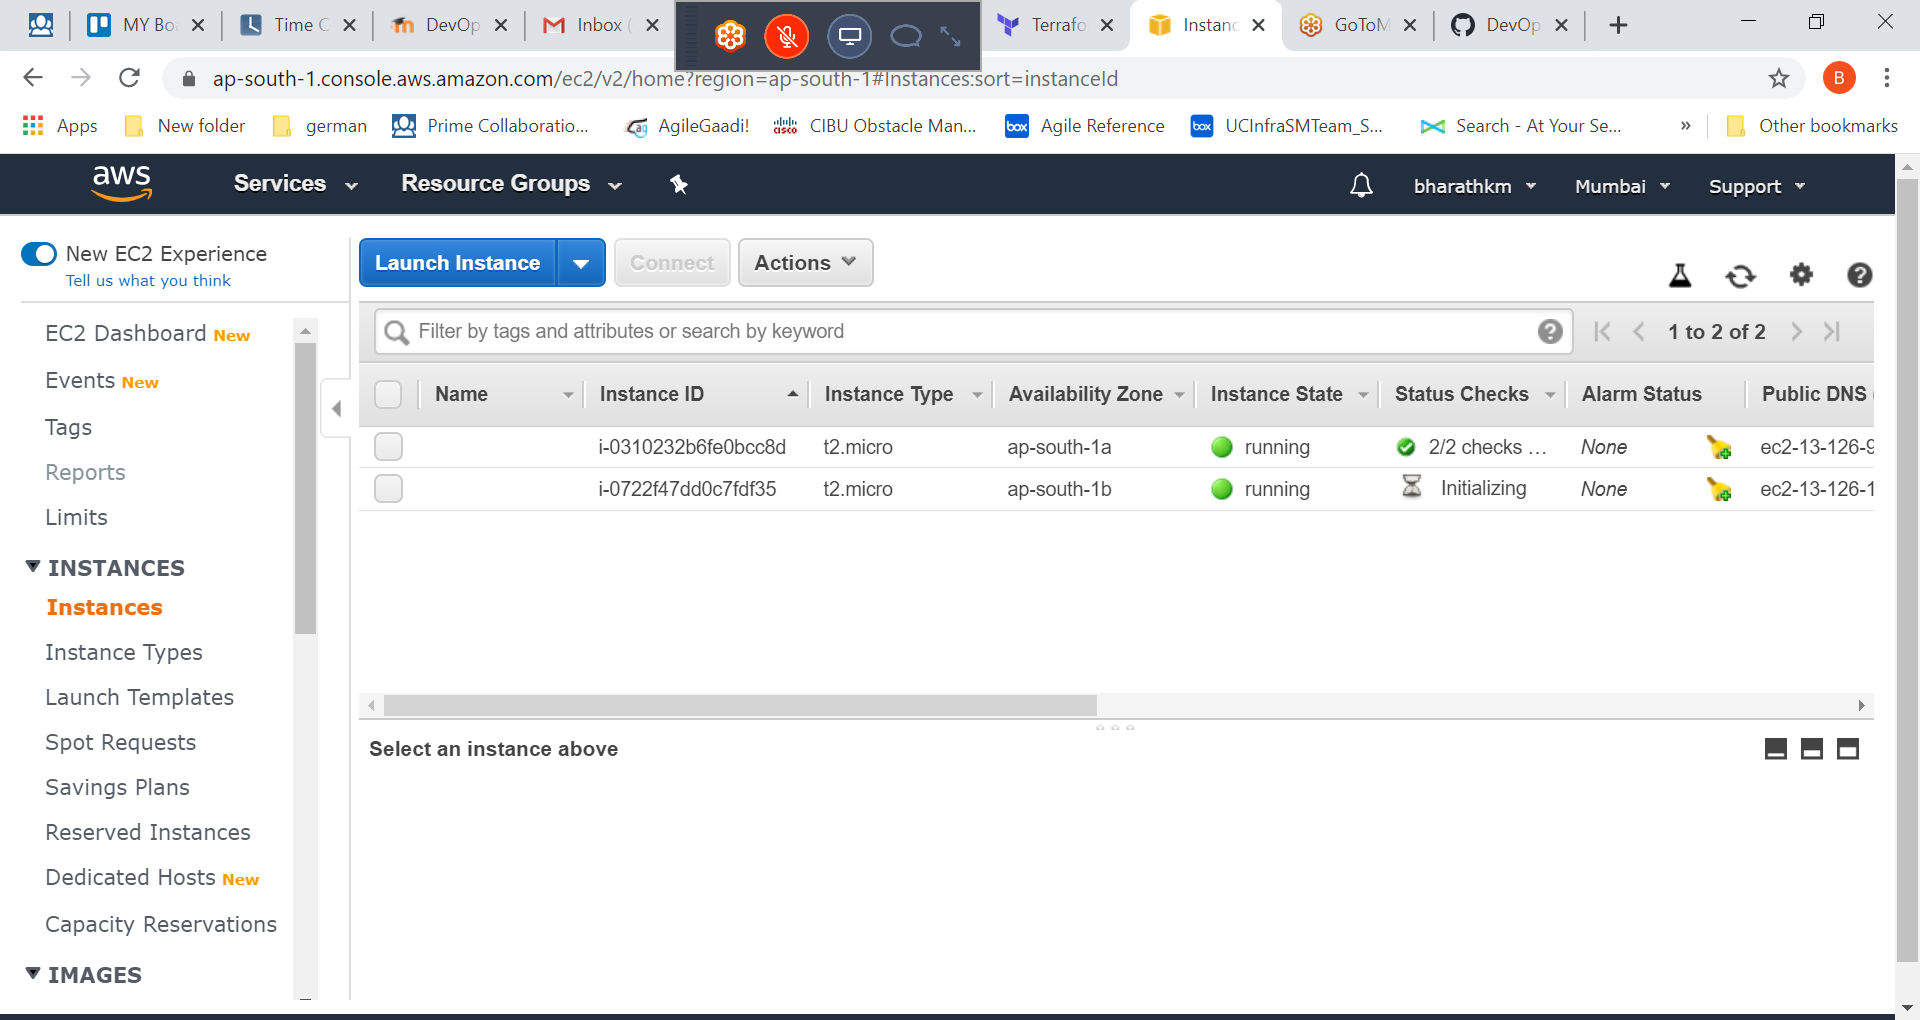 MY Bo
Time C
DevOp
Inbox (
Terrafo
Instanc
GoToM
DevOp
ap-south-1.console.aws.amazon.com/ec2/v2/home?region=ap-south-1#Instances:sort=instanceId
B
Apps
New folder
german
Prime Collaboratio...
AgileGaadi!
CIBU Obstacle Man...
Agile Reference
UCInfraSMTeam_S...
Search - At Your Se...
»
Other bookmarks
aws
Services
Resource Groups
bharathkm
Mumbai
Support
New EC2 Experience
Tell us what you think
EC2 Dashboard New
Events New
Tags
Reports
Limits
INSTANCES
Instances
Instance Types
Launch Templates
Spot Requests
Savings Plans
Reserved Instances
Dedicated Hosts New
Capacity Reservations
IMAGES
Launch Instance
Connect
Actions
Filter by tags and attributes or search by keyword
1 to 2 of 2
Name Instance ID Instance Type Availability Zone Instance State Status Checks Alarm Status Public DNS
i-0310232b6fe0bcc8d t2.micro ap-south-1a running 2/2 checks ... None ec2-13-126-9
i-0722f47dd0c7fdf35 t2.micro ap-south-1b running Initializing None ec2-13-126-1
Select an instance above